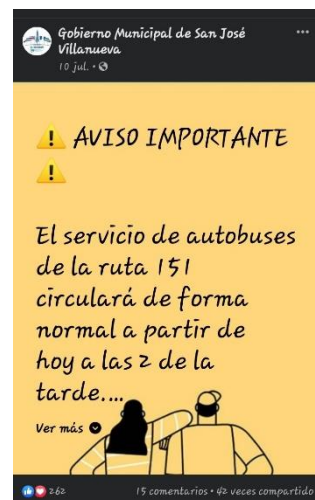 Gobierno Municipal de San José
Villanueva
10 jul.
⚠️ AVISO IMPORTANTE
⚠️
El servicio de autobuses
de la ruta 151
circulará de forma
normal a partir de
hoy a las 2 de la
tarde....
Ver más
262 15 comentarios • 42 veces compartido